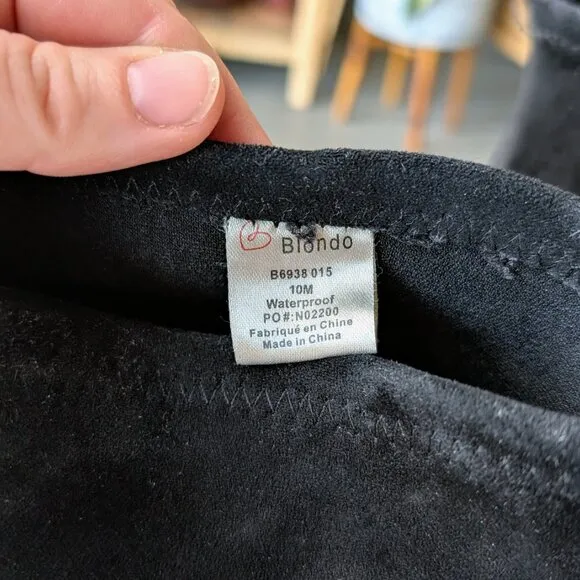 Blondo
B6938 015
10M
Waterproof
PO#:N02200
Fabriqué en Chine
Made in China